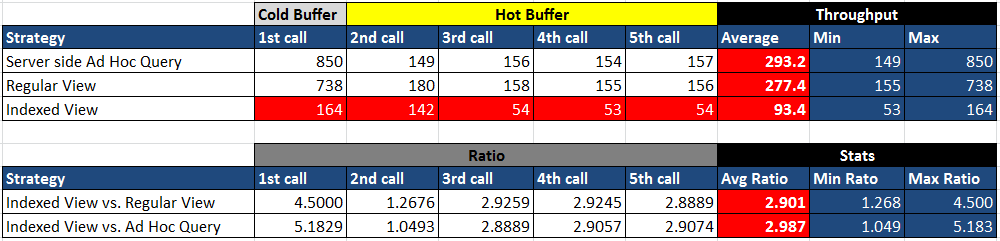 Cold Buffer Hot Buffer Throughput
Strategy 1st call 2nd call 3rd call 4th call 5th call Average Min Max
Server side Ad Hoc Query 850 149 156 154 157 293.2 149 850
Regular View 738 180 158 155 156 277.4 155 738
Indexed View 164 142 54 53 54 93.4 53 164
Ratio Stats
Strategy 1st call 2nd call 3rd call 4th call 5th call Avg Ratio Min Rato Max Ratio
Indexed View vs. Regular View 4.5000 1.2676 2.9259 2.9245 2.8889 2.901 1.268 4.500
Indexed View vs. Ad Hoc Query 5.1829 1.0493 2.8889 2.9057 2.9074 2.987 1.049 5.183